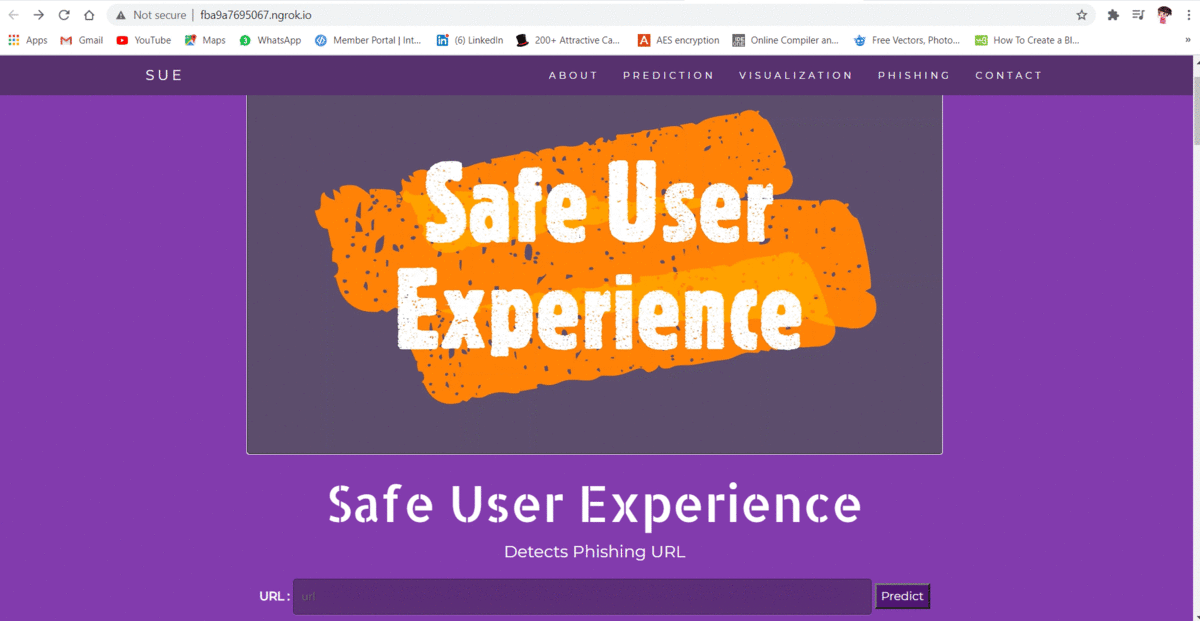 Not secure | fba9a7695067.ngrok.io
Apps Gmail YouTube Maps WhatsApp Member Portal | Int... (6) LinkedIn 200+ Attractive Ca... AES encryption Online Compiler an... Free Vectors, Photo... How To Create a Bl... »
SUE ABOUT PREDICTION VISUALIZATION PHISHING CONTACT
Safe User
Experience
Safe User Experience
Detects Phishing URL
URL : url Predict